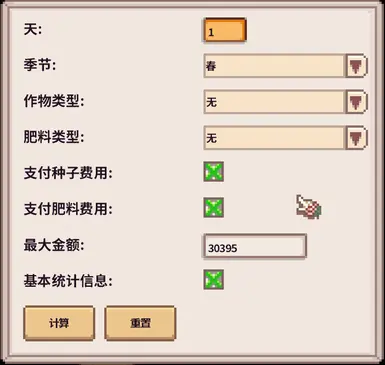 天: 1
季节: 春
作物类型: 无
肥料类型: 无
支付种子费用:
支付肥料费用:
最大金额: 30395
基本统计信息:
计算 重置